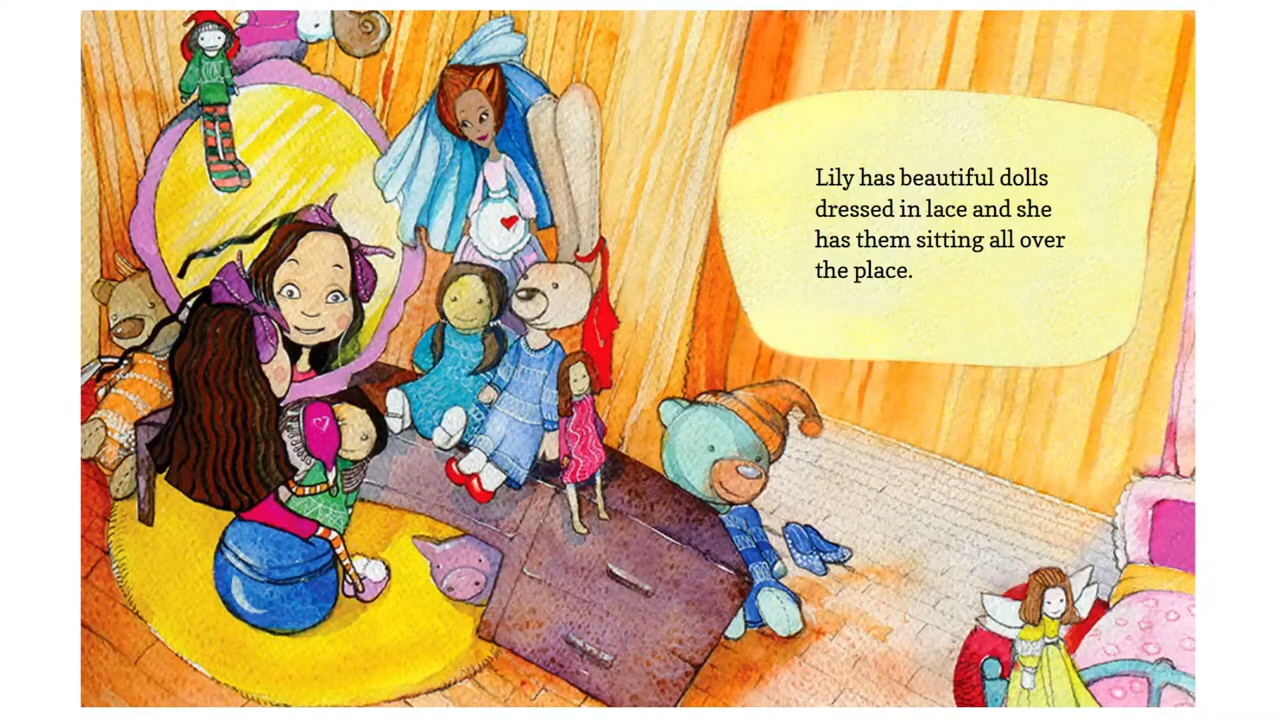 Lily has beautiful dolls
dressed in lace and she
has them sitting all over
the place.